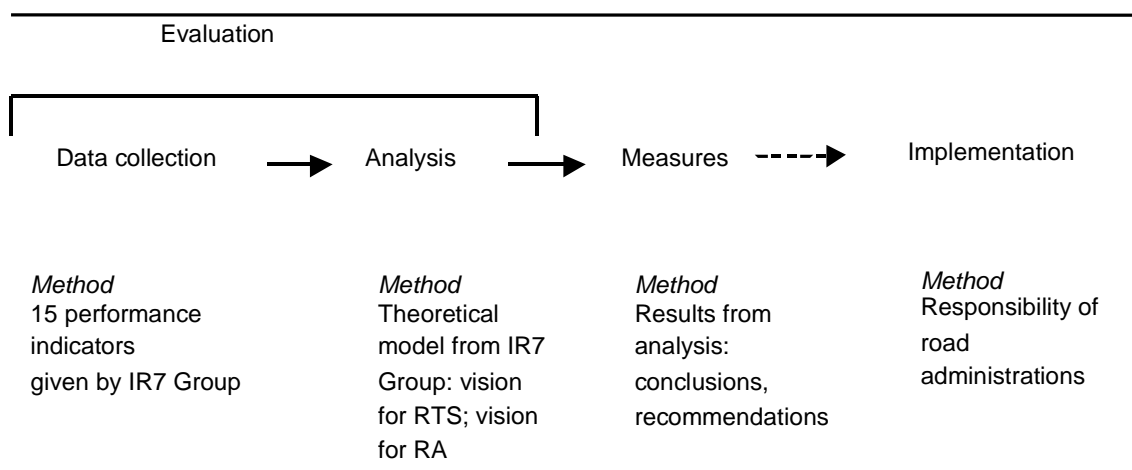 Evaluation
Data collection
Analysis
Measures
Implementation
Method
15 performance
indicators
given by IR7 Group
Method
Theoretical
model from IR7
Group: vision
for RTS; vision
for RA
Method
Results from
analysis:
conclusions,
recommendations
Method
Responsibility of
road
administrations